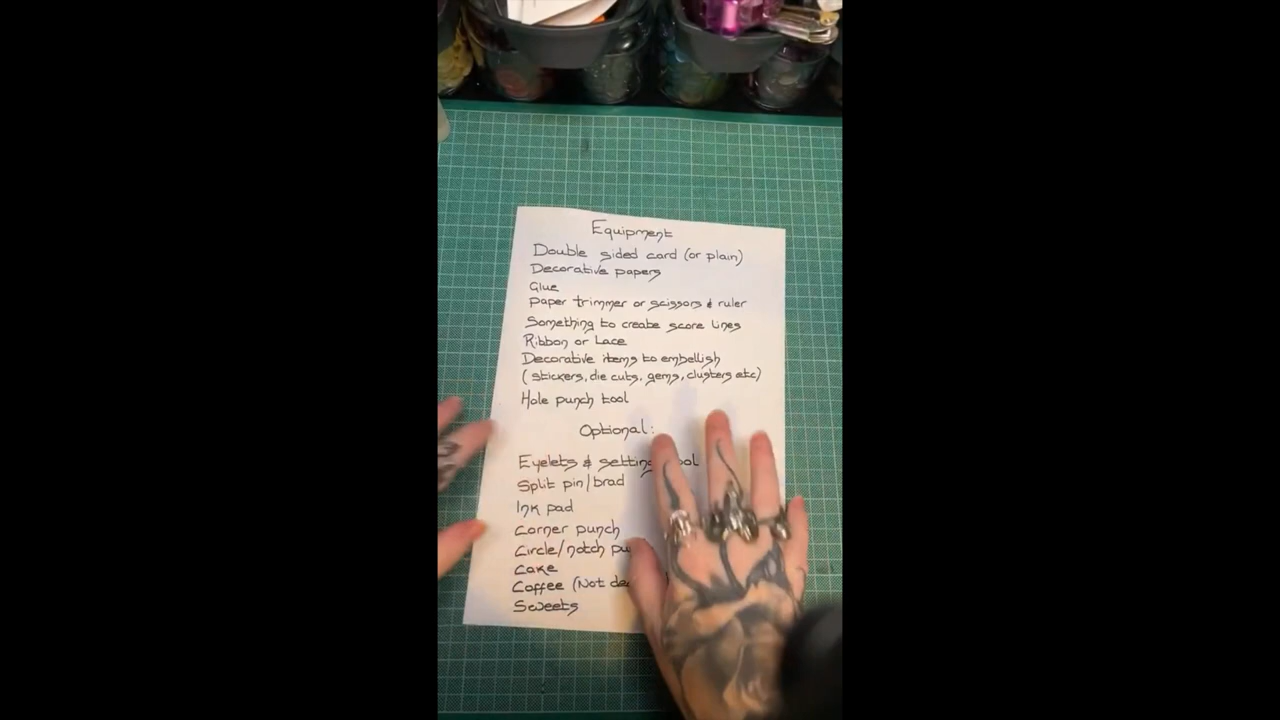 Equipment
Double sided card (or plain)
Decorative papers
Glue
Paper trimmer or scissors & ruler
Something to create score lines
Ribbon or Lace
Decorative items to embellish
(stickers, die cuts, gems, clusters etc)
Hole punch tool
Optional:
Eyelets & setting
Split pin/brad
Ink pad
Corner punch
Circle/notch
Cake
Coffee (Not
Sweets